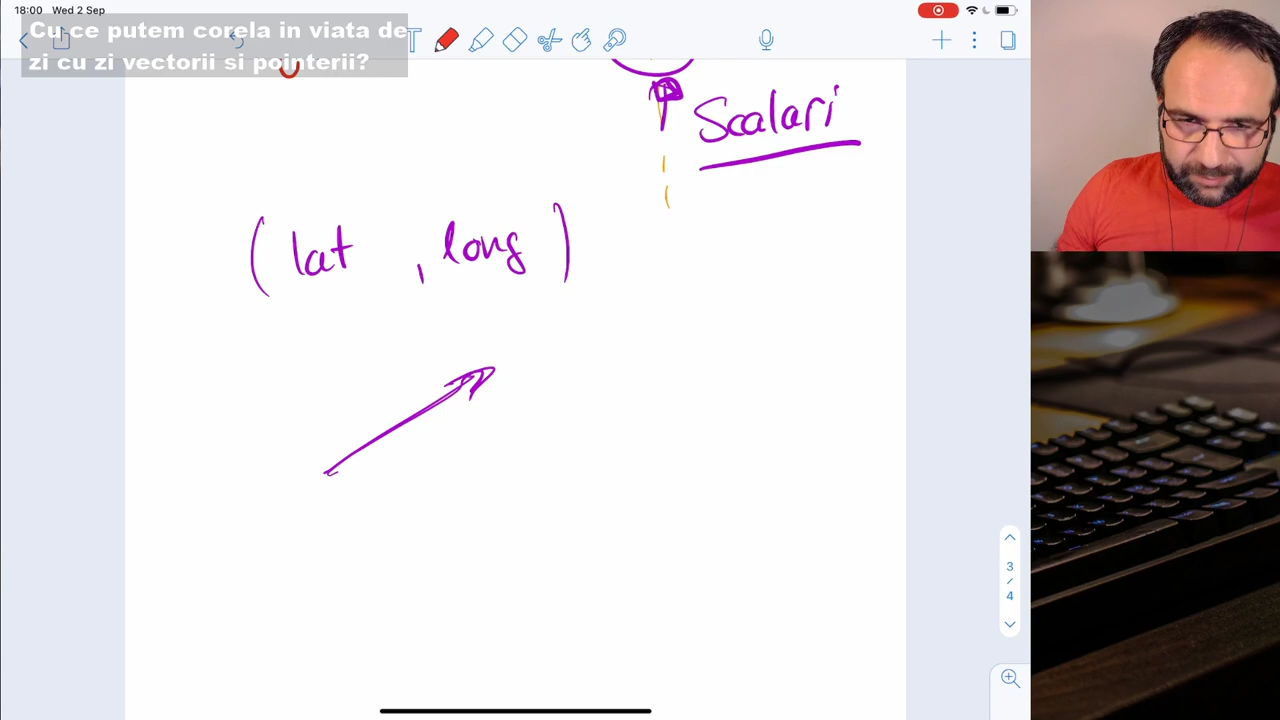 18:00 Wed 2 Sep
Cu ce putem corela in viata de
zi cu zi vectorii si pointerii?
T
Scalari
( lat , long )
3
/
4